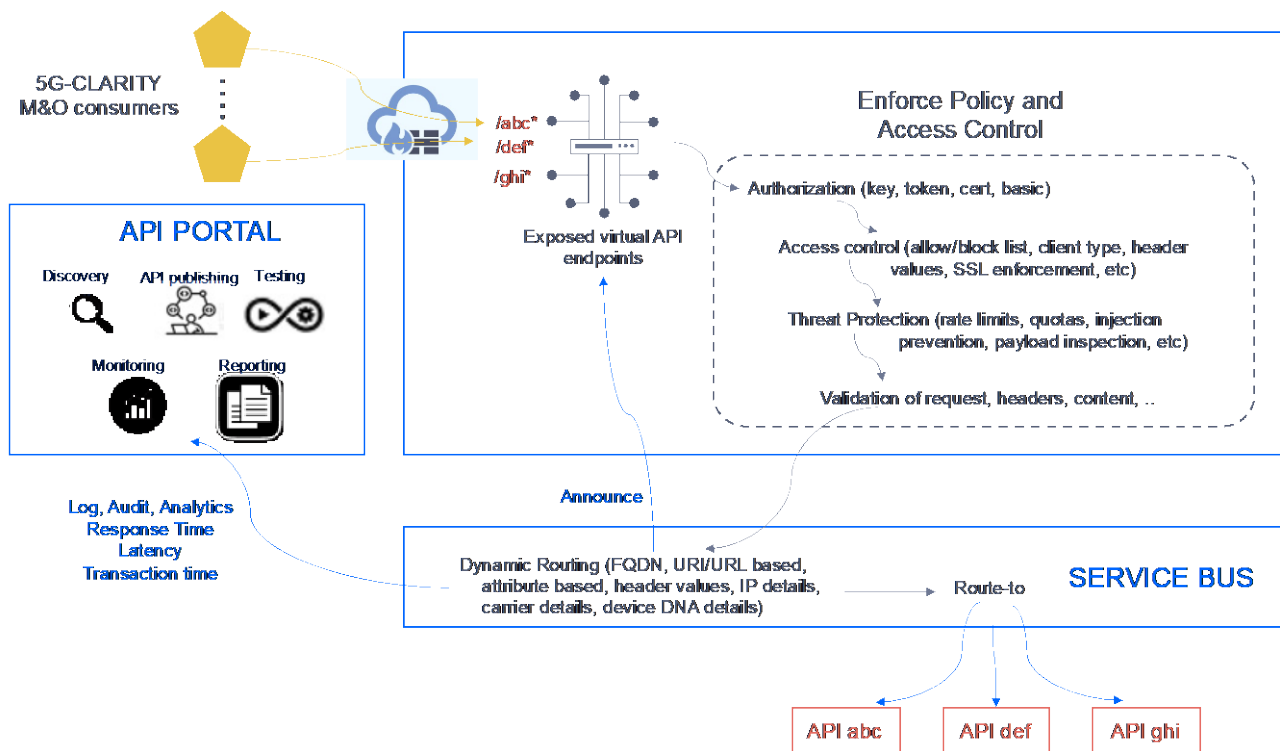 5G-CLARITY
M&O consumers
/abc*
/def*
/ghi*
Exposed virtual API
endpoints
Enforce Policy and
Access Control
Authorization (key, token, cert, basic)
Access control (allow/block list, client type, header
values, SSL enforcement, etc)
Threat Protection (rate limits, quotas, injection
prevention, payload inspection, etc)
Validation of request, headers, content, ..
API PORTAL
Discovery
API publishing
Testing
Monitoring
Reporting
Log, Audit, Analytics
Response Time
Latency
Transaction time
Announce
Dynamic Routing (FQDN, URI/URL based,
attribute based, header values, IP details,
carrier details, device DNA details)
Route-to
SERVICE BUS
API abc
API def
API ghi